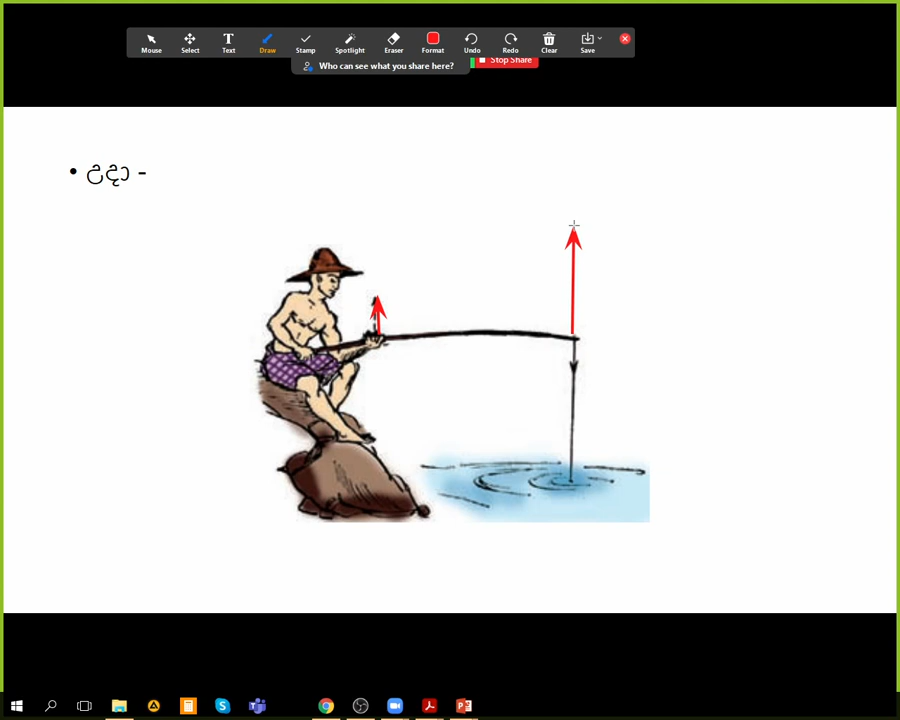 Mouse
Select
Text
Draw
Stamp
Spotlight
Eraser
Format
Undo
Redo
Clear
Save
Who can see what you share here?
Stop Share
• උදා -